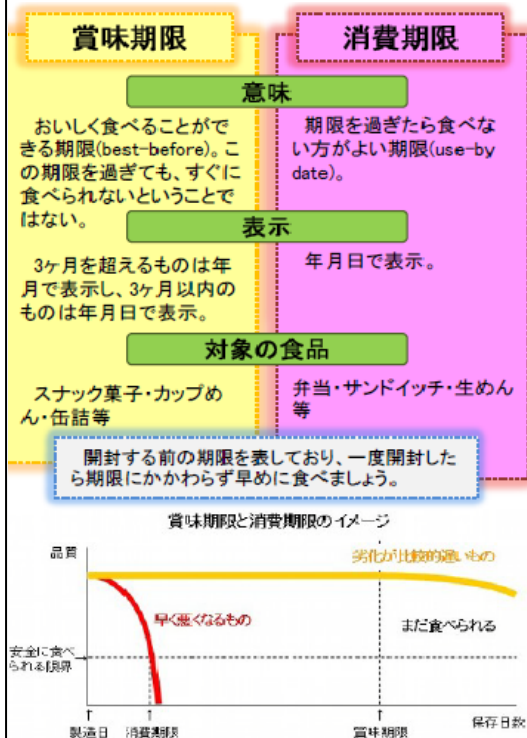 賞味期限
消費期限
意味
おいしく食べることがで
きる期限(best-before)。こ
の期限を過ぎても、すぐに
食べられないということで
はない。
期限を過ぎたら食べな
い方がよい期限(use-by
date)。
表示
3ヶ月を超えるものは年
月で表示し、3ヶ月以内の
ものは年月日で表示。
年月日で表示。
対象の食品
スナック菓子・カップめ
ん・缶詰等
弁当・サンドイッチ・生めん
等
開封する前の期限を表しており、一度開封した
ら期限にかかわらず早めに食べましょう。
賞味期限と消費期限のイメージ
品質
劣化が比較的遅いもの
早く悪くなるもの
まだ食べられる
安全に食べ
られる限界
製造日
消費期限
賞味期限
保存日数